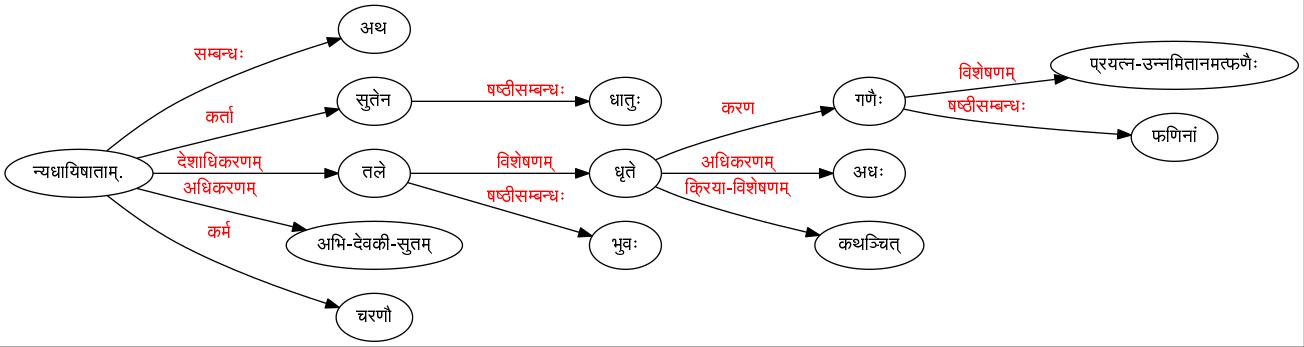 अथ
सम्बन्धः
प्रयत्न-उन्नमितानमत्फणैः
विशेषणम्
सुतेन
षष्ठीसम्बन्धः
धातुः
गणैः
कर्ता
करण
षष्ठीसम्बन्धः
फणिनां
न्यधायिषाताम्.
देशाधिकरणम्
तले
विशेषणम्
धृते
अधिकरणम्
अधः
अधिकरणम्
षष्ठीसम्बन्धः
क्रिया-विशेषणम्
कर्म
अभि-देवकी-सुतम्
भुवः
कथञ्चित्
चरणौ